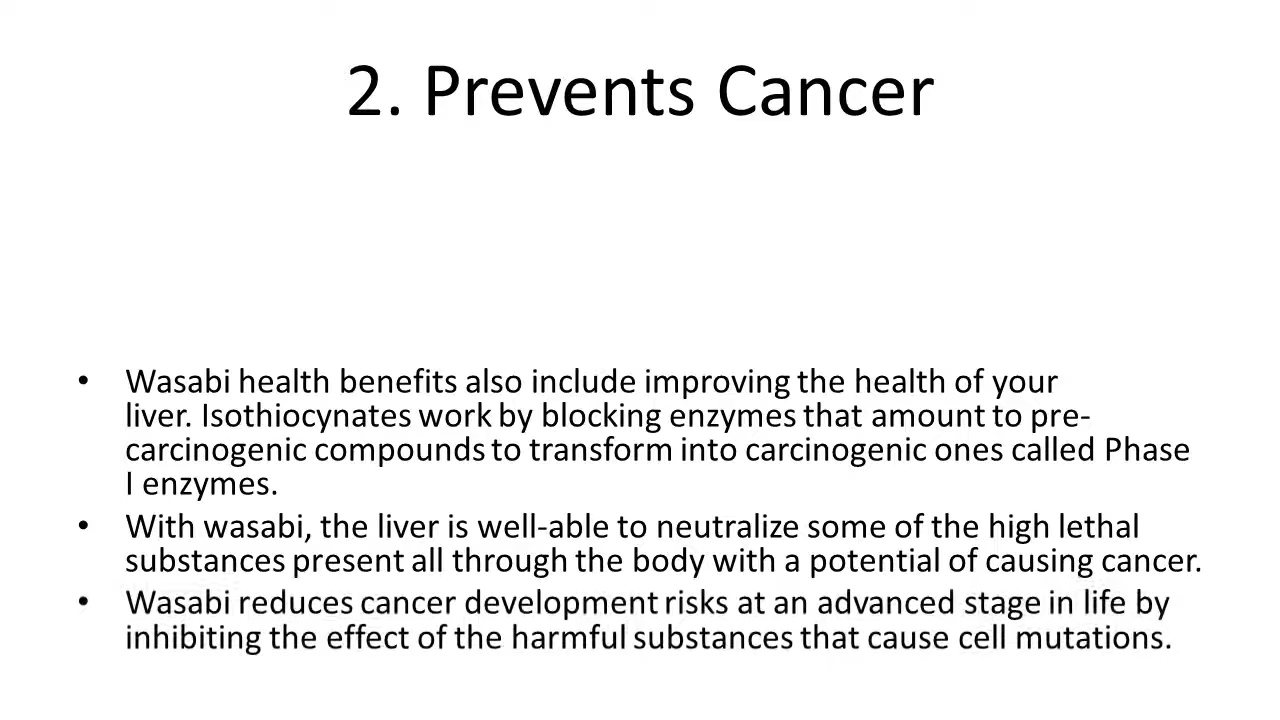 2. Prevents Cancer
• Wasabi health benefits also include improving the health of your
liver. Isothiocynates work by blocking enzymes that amount to pre-
carcinogenic compounds to transform into carcinogenic ones called Phase
I enzymes.
• With wasabi, the liver is well-able to neutralize some of the high lethal
substances present all through the body with a potential of causing cancer.
• Wasabi reduces cancer development risks at an advanced stage in life by
inhibiting the effect of the harmful substances that cause cell mutations.